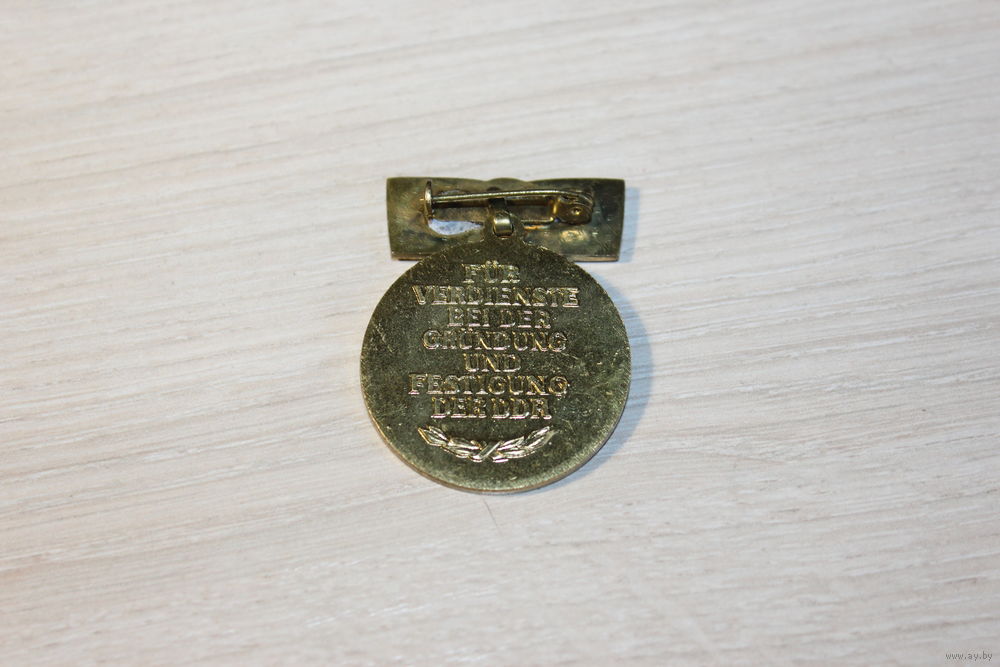 FÜR
VERDIENSTE
BEI DER
GRÜNDUNG
UND
FESTIGUNG
DER DDR
www.ay.by